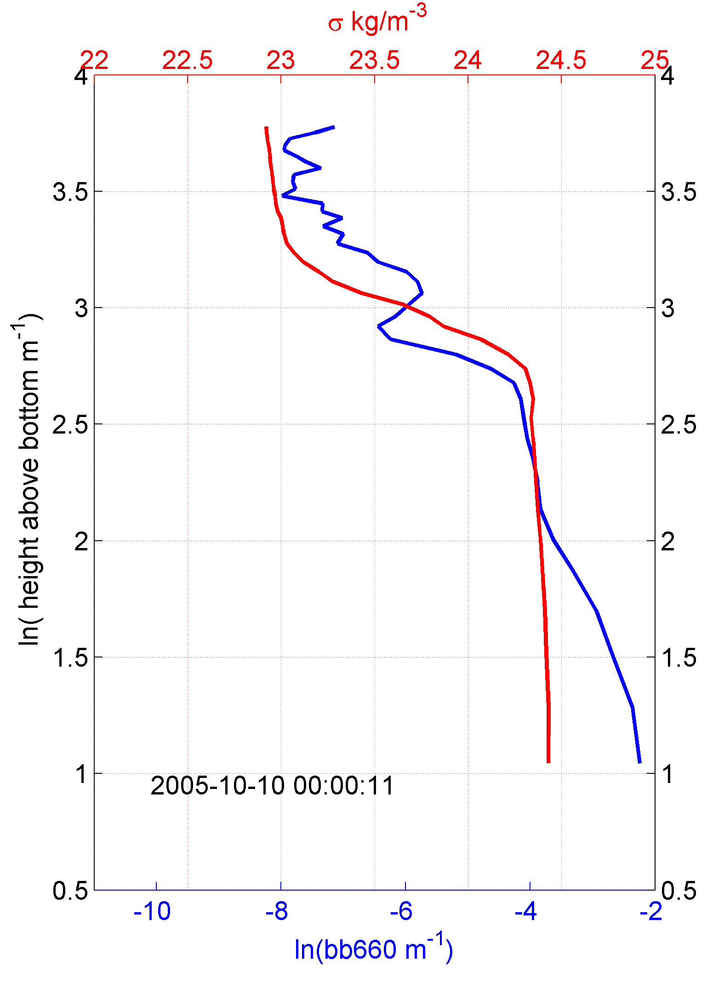 σ kg/m⁻³
22 22.5 23 23.5 24 24.5 25
4 4
3.5 3.5
3 3
2.5 2.5
2 2
1.5 1.5
1 1
0.5 0.5
ln( height above bottom m⁻¹)
2005-10-10 00:00:11
-10 -8 -6 -4 -2
ln(bb660 m⁻¹)